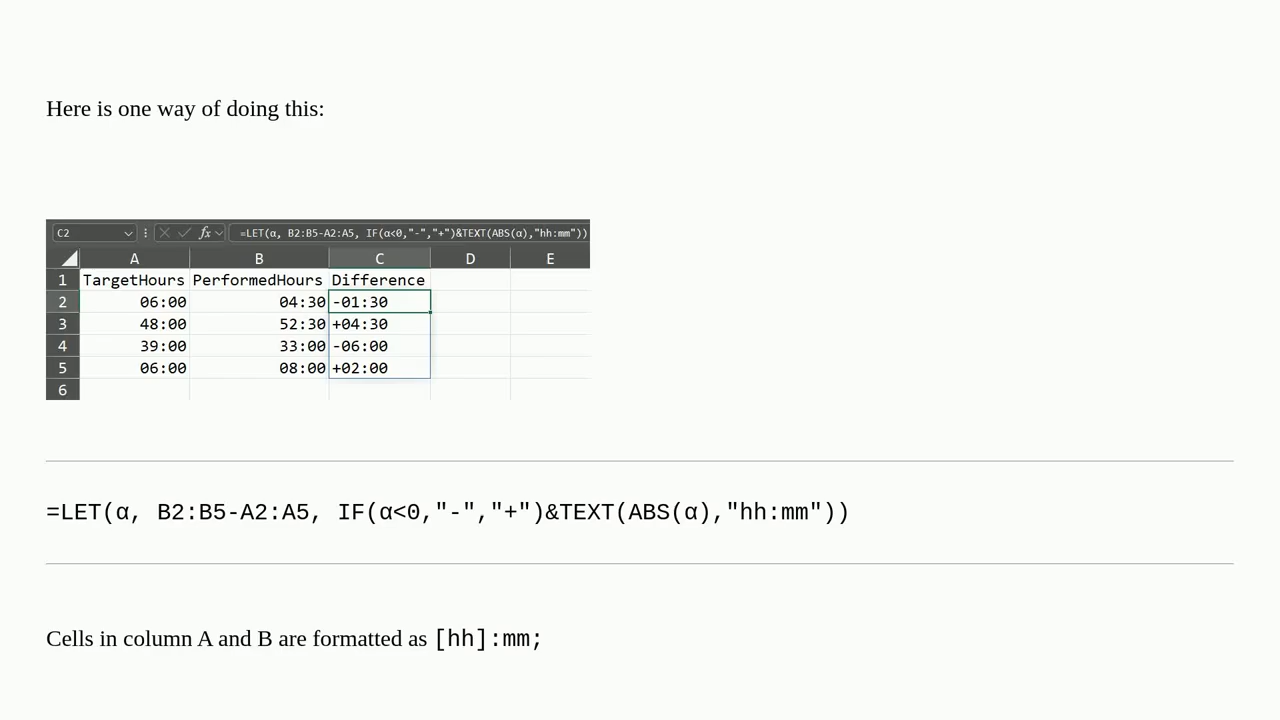 Here is one way of doing this:
C2 fx =LET(α, B2:B5-A2:A5, IF(α<0,"-","+")&TEXT(ABS(α),"hh:mm"))
A B C D E
1 TargetHours PerformedHours Difference
2 06:00 04:30 -01:30
3 48:00 52:30 +04:30
4 39:00 33:00 -06:00
5 06:00 08:00 +02:00
6
=LET(α, B2:B5-A2:A5, IF(α<0,"-","+")&TEXT(ABS(α),"hh:mm"))
Cells in column A and B are formatted as [hh]:mm;